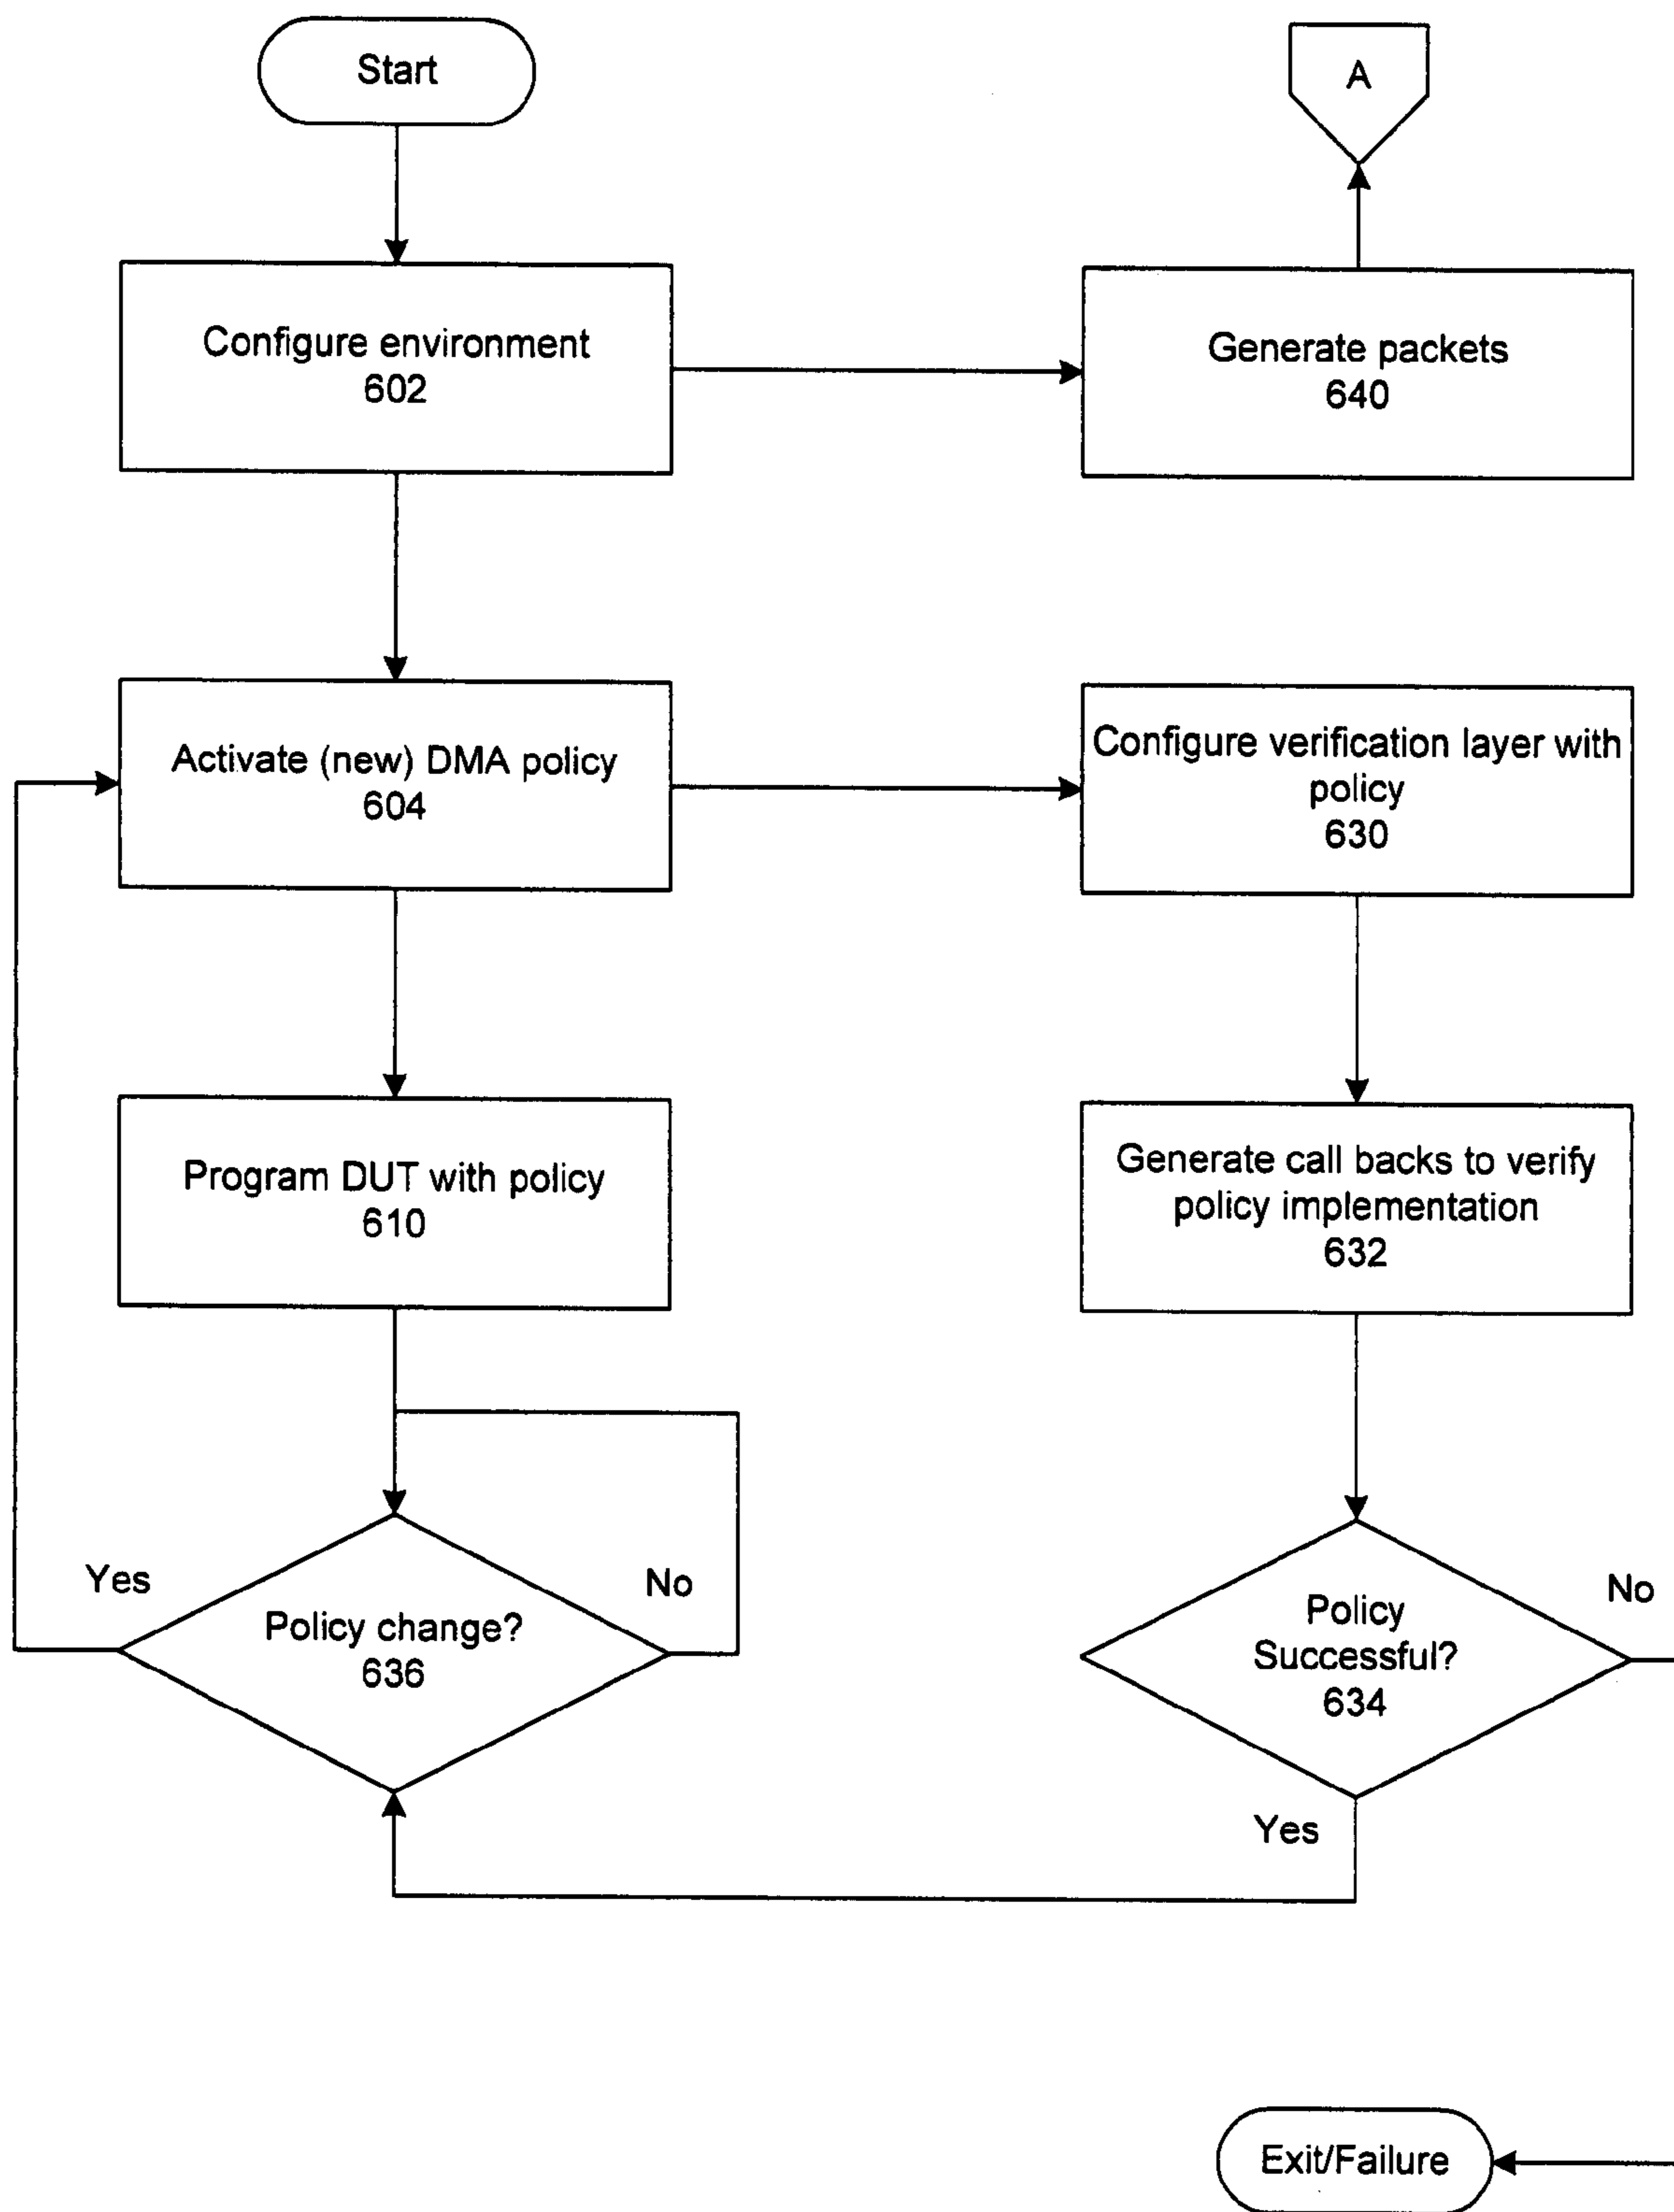 Start
A
Configure environment
602
Generate packets
640
Activate (new) DMA policy
604
Configure verification layer with
policy
630
Program DUT with policy
610
Generate call backs to verify
policy implementation
632
Yes
No
Policy change?
636
No
Policy
Successful?
634
Yes
Exit/Failure